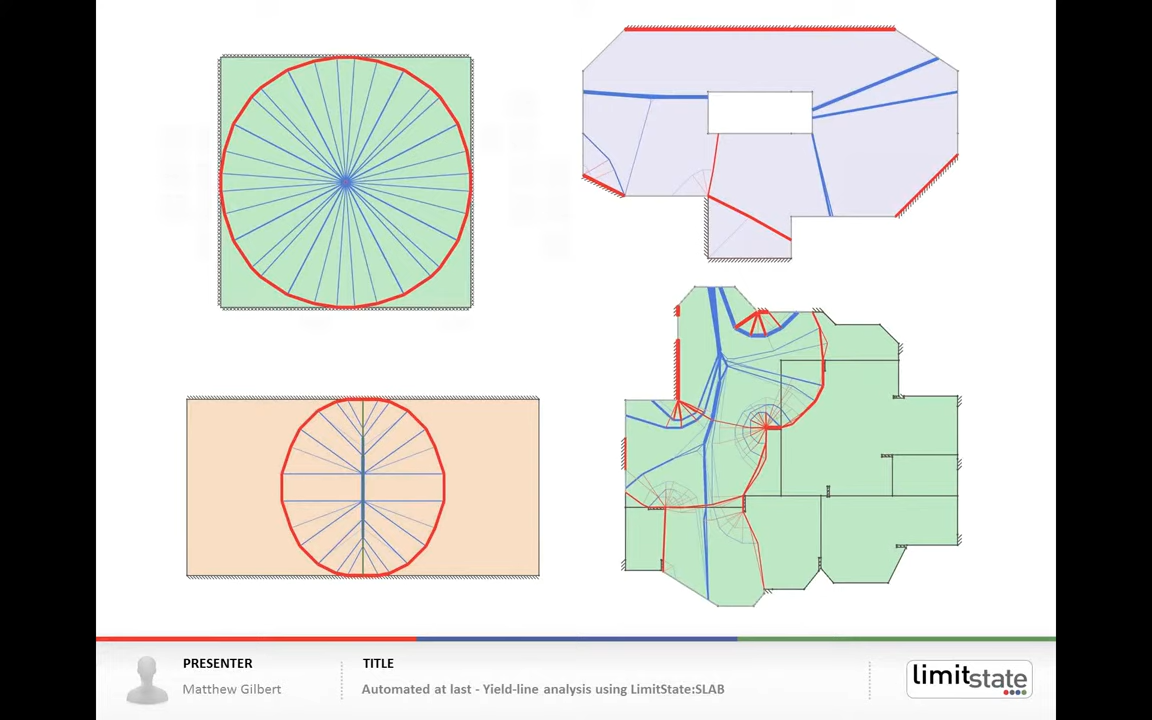 PRESENTER
Matthew Gilbert
TITLE
Automated at last - Yield-line analysis using LimitState:SLAB
limitstate